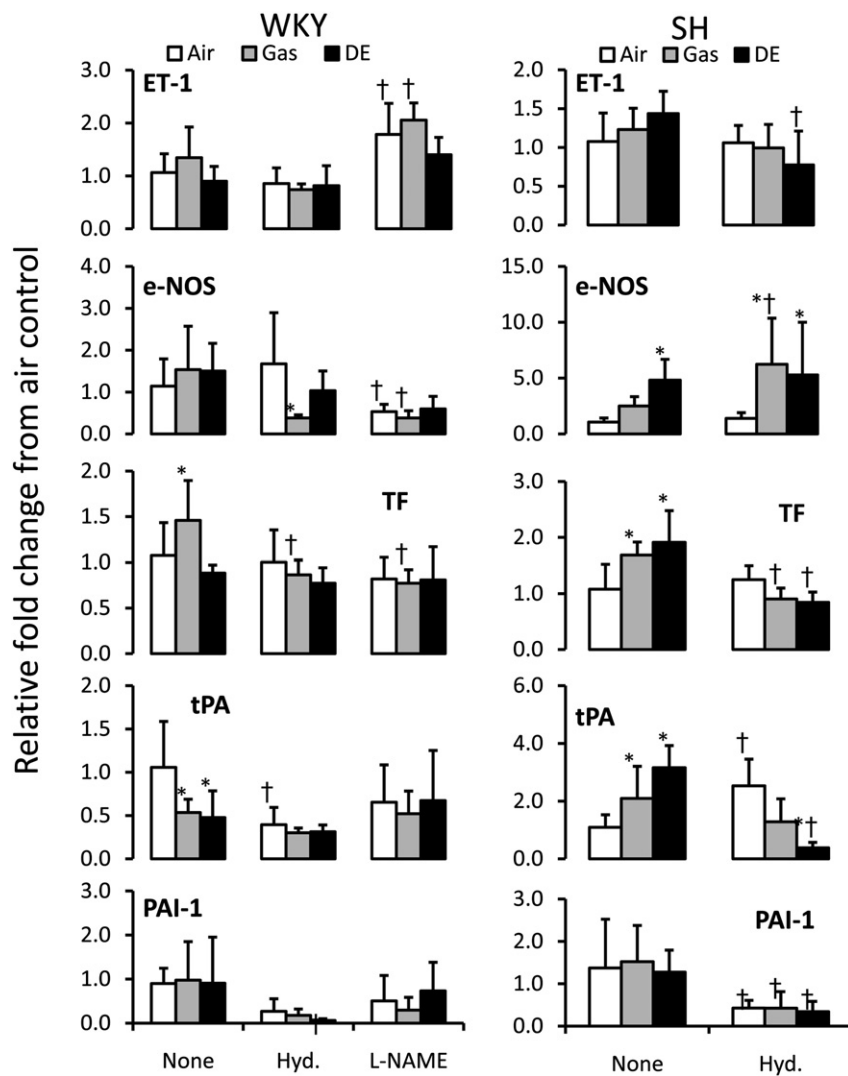 Relative fold change from air control
WKY
Air Gas DE
ET-1
3.0
2.0
1.0
0.0
† †
e-NOS
4.0
3.0
2.0
1.0
0.0
* † †
TF
2.0
1.5
1.0
0.5
0.0
* † †
tPA
2.0
1.5
1.0
0.5
0.0
* * †
PAI-1
3.0
2.0
1.0
0.0
†
None Hyd. L-NAME
SH
Air Gas DE
ET-1
2.0
1.5
1.0
0.5
0.0
†
e-NOS
15.0
10.0
5.0
0.0
* *† *
TF
3.0
2.0
1.0
0.0
* * † †
tPA
6.0
4.0
2.0
0.0
* * † *†
PAI-1
3.0
2.0
1.0
0.0
† † †
None Hyd.